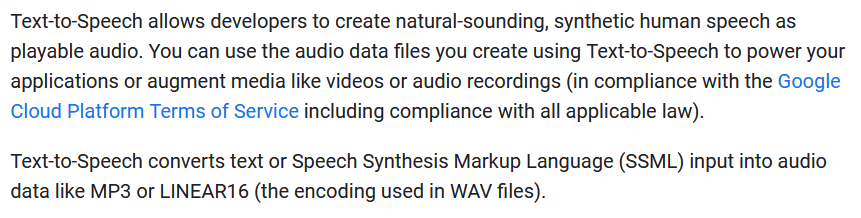 Text-to-Speech allows developers to create natural-sounding, synthetic human speech as
playable audio. You can use the audio data files you create using Text-to-Speech to power your
applications or augment media like videos or audio recordings (in compliance with the Google
Cloud Platform Terms of Service including compliance with all applicable law).
Text-to-Speech converts text or Speech Synthesis Markup Language (SSML) input into audio
data like MP3 or LINEAR16 (the encoding used in WAV files).